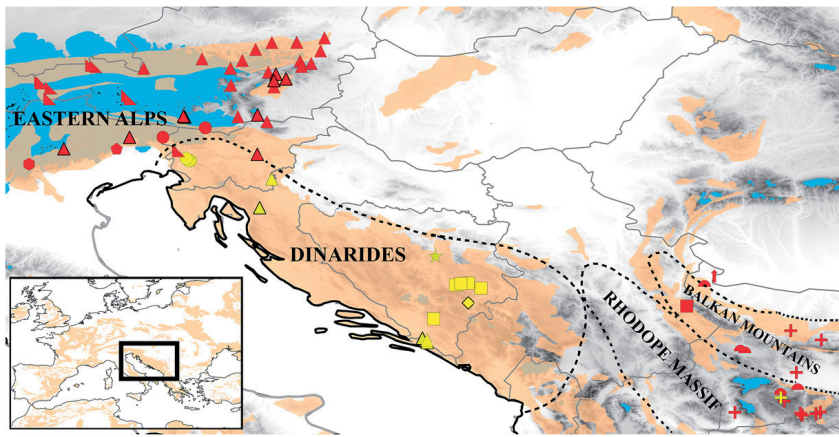 EASTERN ALPS
DINARIDES
RHODOPE MASSIF
BALKAN MOUNTAINS